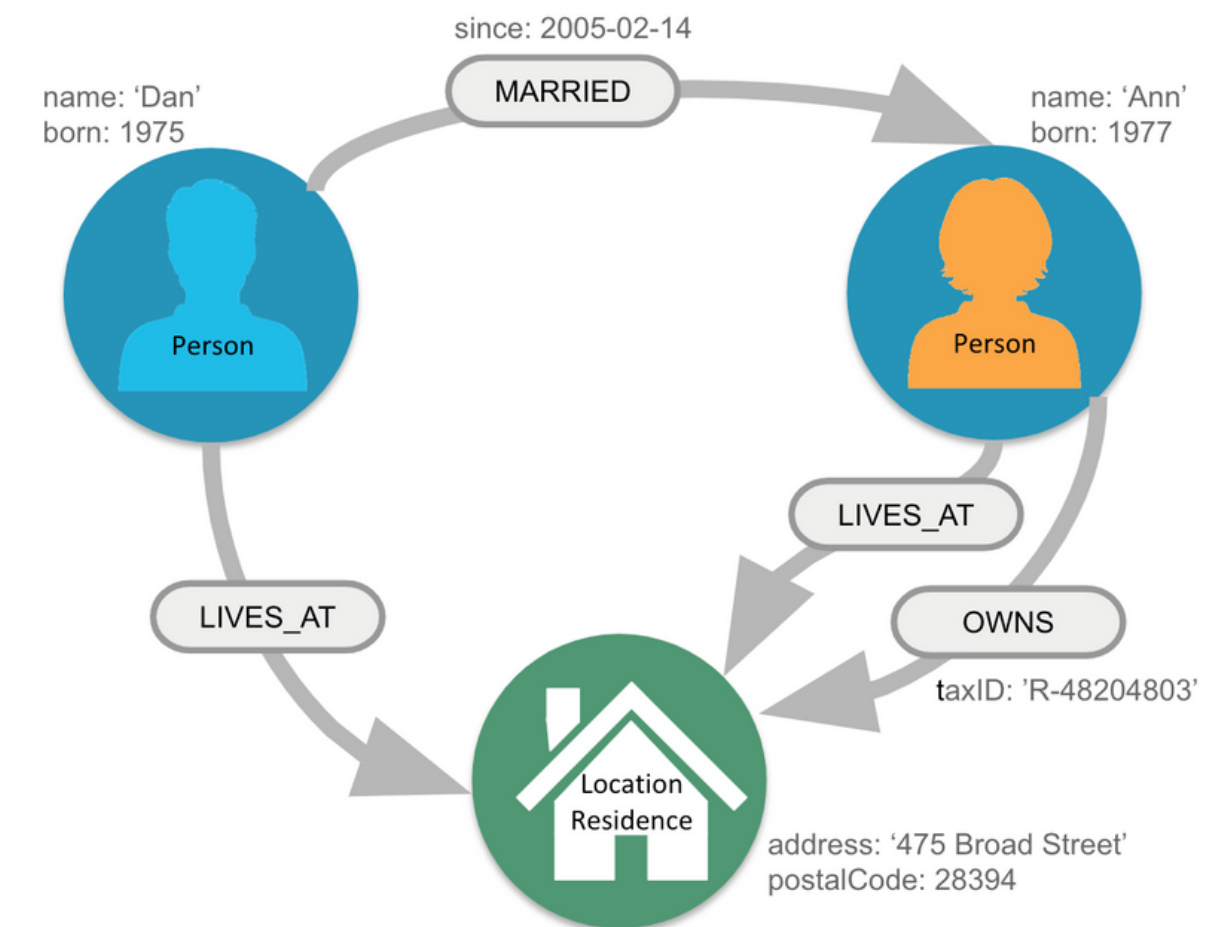 since: 2005-02-14
MARRIED
name: ‘Dan’
born: 1975
name: ‘Ann’
born: 1977
Person
Person
LIVES_AT
LIVES_AT
OWNS
taxID: ’R-48204803’
Location
Residence
address: ‘475 Broad Street’
postalCode: 28394